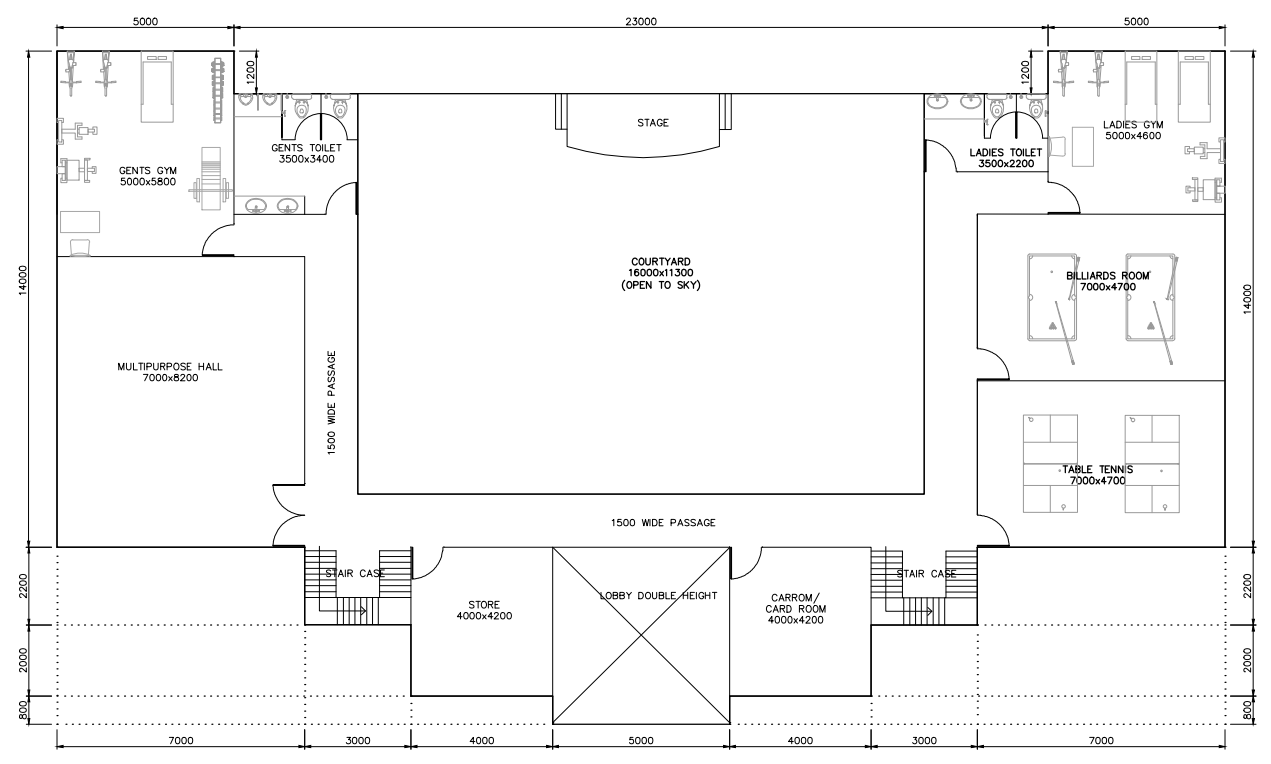 5000
23000
5000
1200
1200
STAGE
GENTS TOILET
3500x3400
LADIES TOILET
3500x2200
LADIES GYM
5000x4600
GENTS GYM
5000x5800
COURTYARD
16000x11300
(OPEN TO SKY)
BILLIARDS ROOM
7000x4700
14000
14000
MULTIPURPOSE HALL
7000x8200
1500 WIDE PASSAGE
TABLE TENNIS
7000x4700
1500 WIDE PASSAGE
STAIR CASE
STAIR CASE
2200
2200
STORE
4000x4200
LOBBY DOUBLE HEIGHT
CARROM/
CARD ROOM
4000x4200
2000
2000
800
800
7000
3000
4000
5000
4000
3000
7000